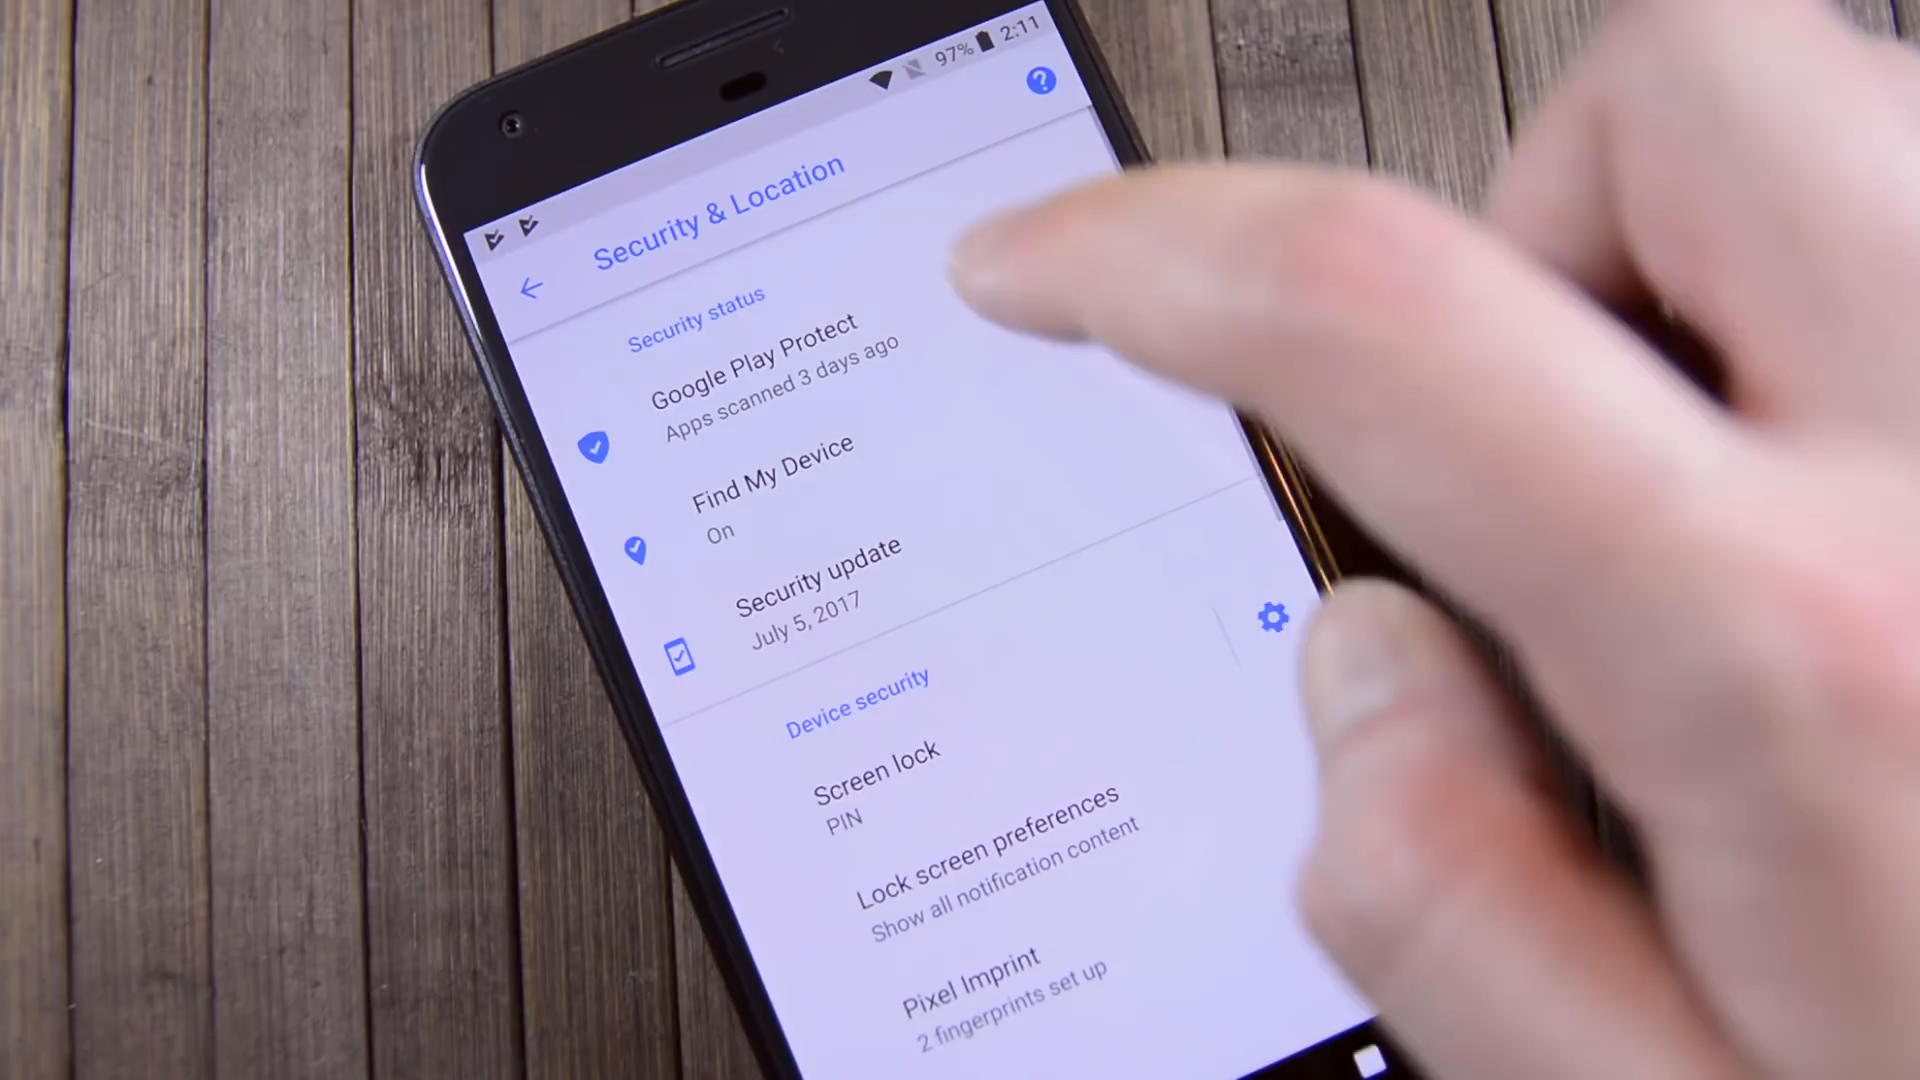 97% 2:11
Security & Location
Security status
Google Play Protect
Apps scanned 3 days ago
Find My Device
On
Security update
July 5, 2017
Device security
Screen lock
PIN
Lock screen preferences
Show all notification content
Pixel Imprint
2 fingerprints set up